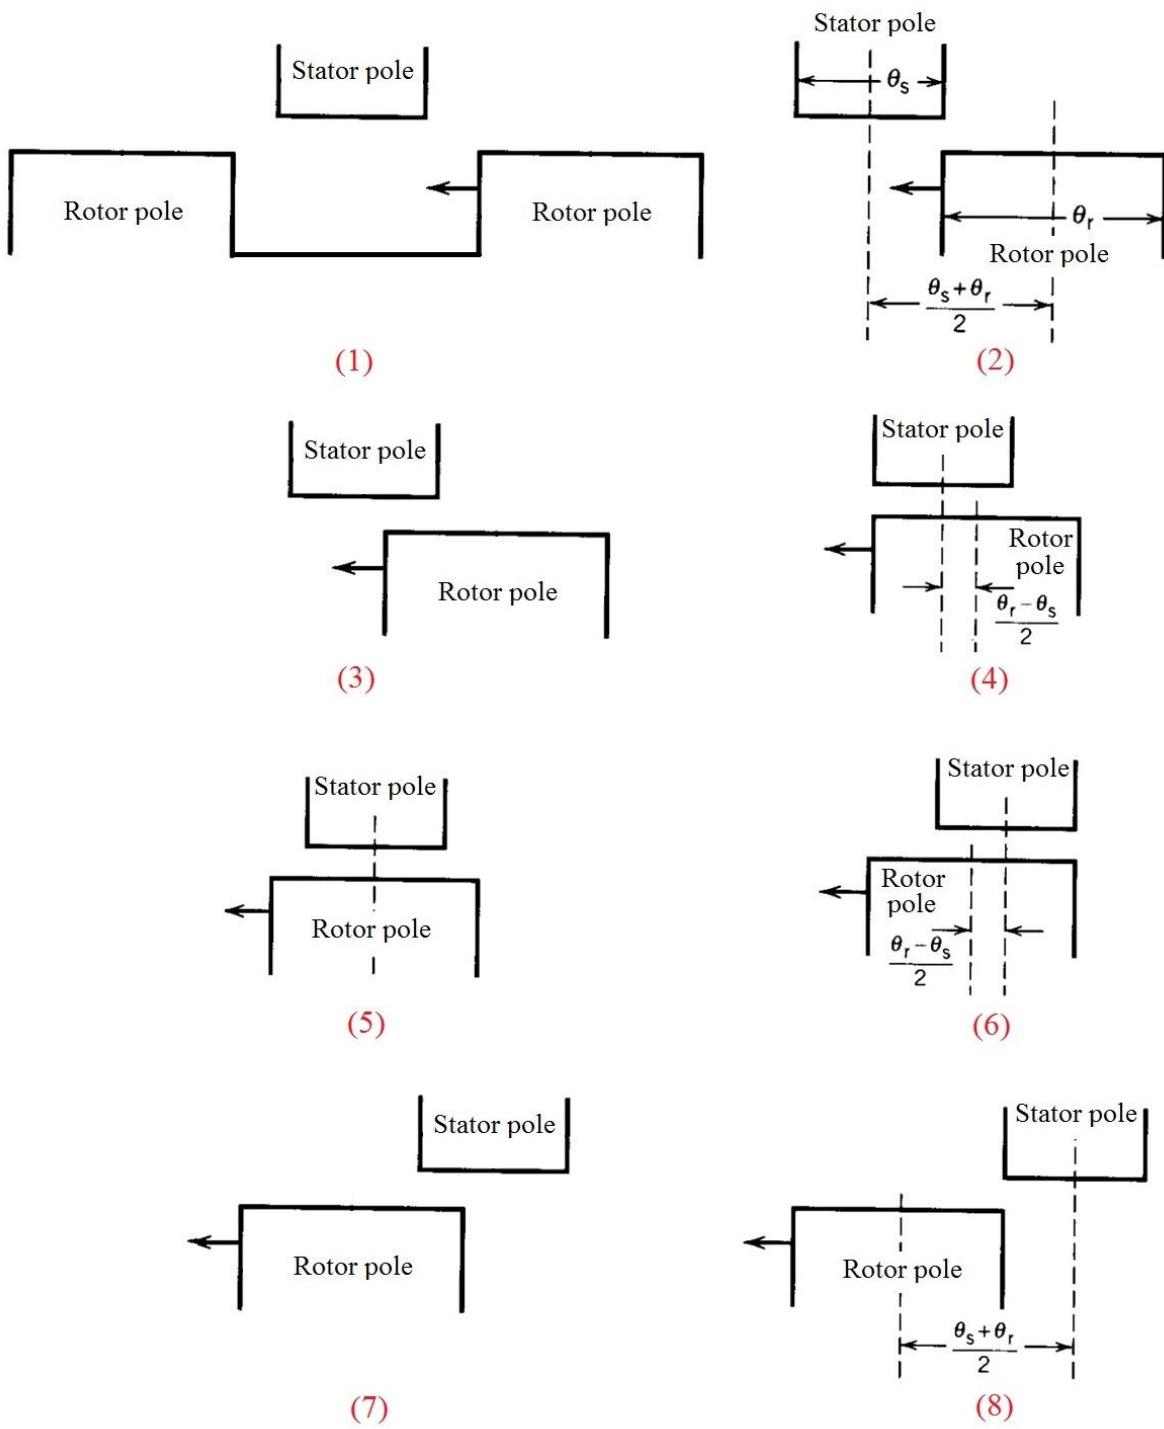 Stator pole
Rotor pole
Rotor pole
(1)
Stator pole
θs
θr
Rotor pole
θs + θr
2
(2)
Stator pole
Rotor pole
(3)
Stator pole
Rotor
pole
θr − θs
2
(4)
Stator pole
Rotor pole
(5)
Stator pole
Rotor
pole
θr − θs
2
(6)
Stator pole
Rotor pole
(7)
Stator pole
Rotor pole
θs + θr
2
(8)